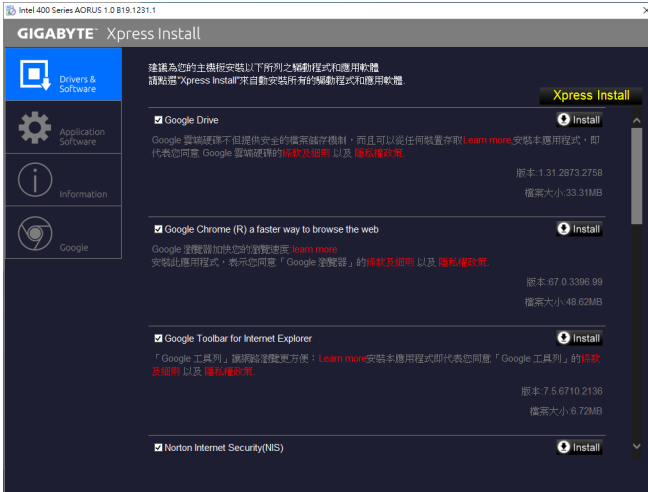 Intel 400 Series AORUS 1.0 B19.1231.1
GIGABYTE™ Xpress Install
Drivers & Software
Application Software
Information
Google
建議為您的主機板安裝以下所列之驅動程式和應用軟體
請點選"Xpress Install"來自動安裝所有的驅動程式和應用軟體.
Xpress Install
Google Drive
Install
Google 雲端硬碟不但提供安全的檔案儲存機制，而且可以從任何裝置存取Learn more,安裝本應用程式，即
代表您同意 Google 雲端硬碟的條款及細則 以及 隱私權政策.
版本:1.31.2873.2758
檔案大小:33.31MB
Google Chrome (R) a faster way to browse the web
Install
Google 瀏覽器加快您的瀏覽速度:learn more
安裝此應用程式，表示您同意「Google 瀏覽器」的條款及細則 以及 隱私權政策.
版本:67.0.3396.99
檔案大小:48.62MB
Google Toolbar for Internet Explorer
Install
「Google 工具列」讓網路瀏覽更方便：Learn more安裝本應用程式即代表您同意「Google 工具列」的條款
及細則 以及 隱私權政策.
版本:7.5.6710.2136
檔案大小:6.72MB
Norton Internet Security(NIS)
Install